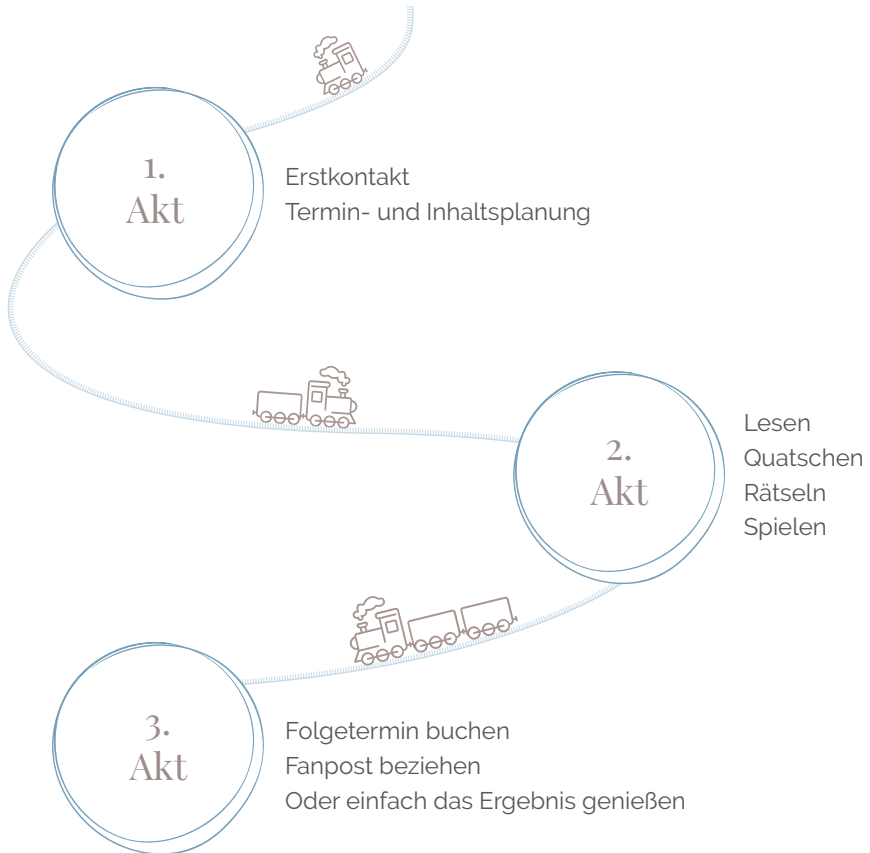 1.
Akt
Erstkontakt
Termin- und Inhaltsplanung
2.
Akt
Lesen
Quatschen
Rätseln
Spielen
3.
Akt
Folgetermin buchen
Fanpost beziehen
Oder einfach das Ergebnis genießen